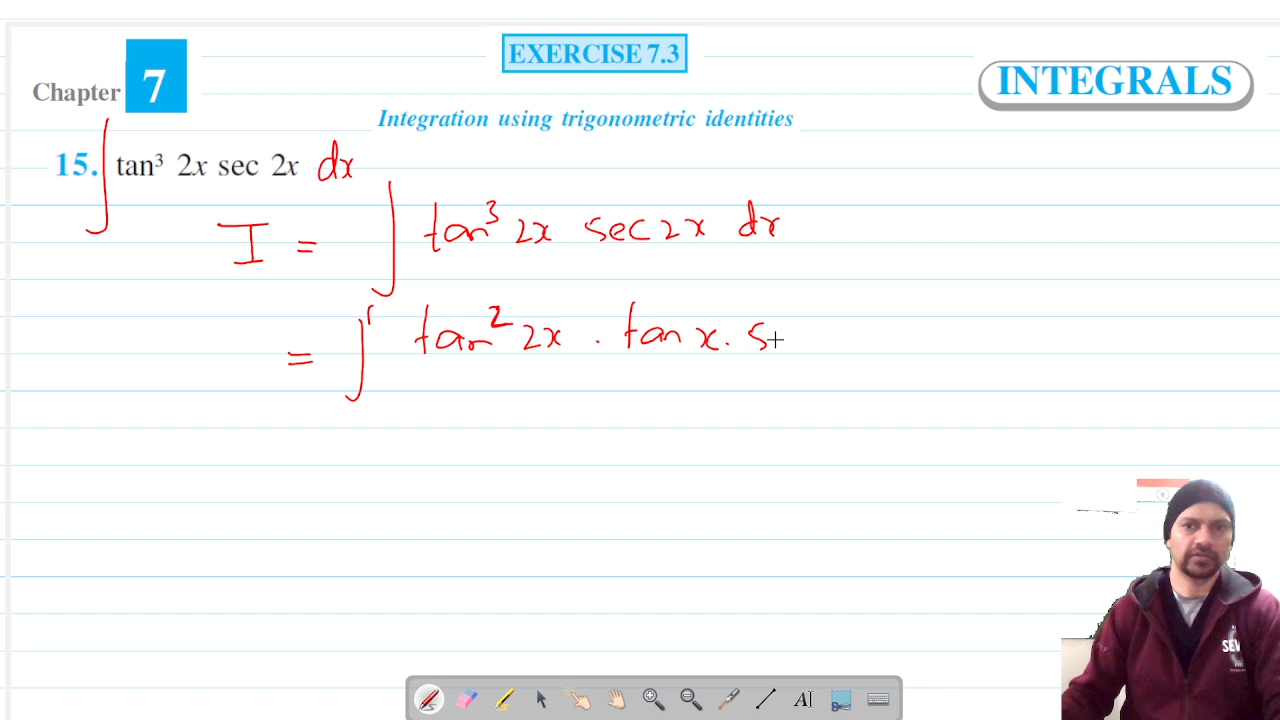 EXERCISE 7.3
Chapter 7
INTEGRALS
Integration using trigonometric identities
15. ∫ tan³ 2x sec 2x dx
I = ∫ tan³ 2x sec 2x dx
= ∫ tan² 2x . tan x . S